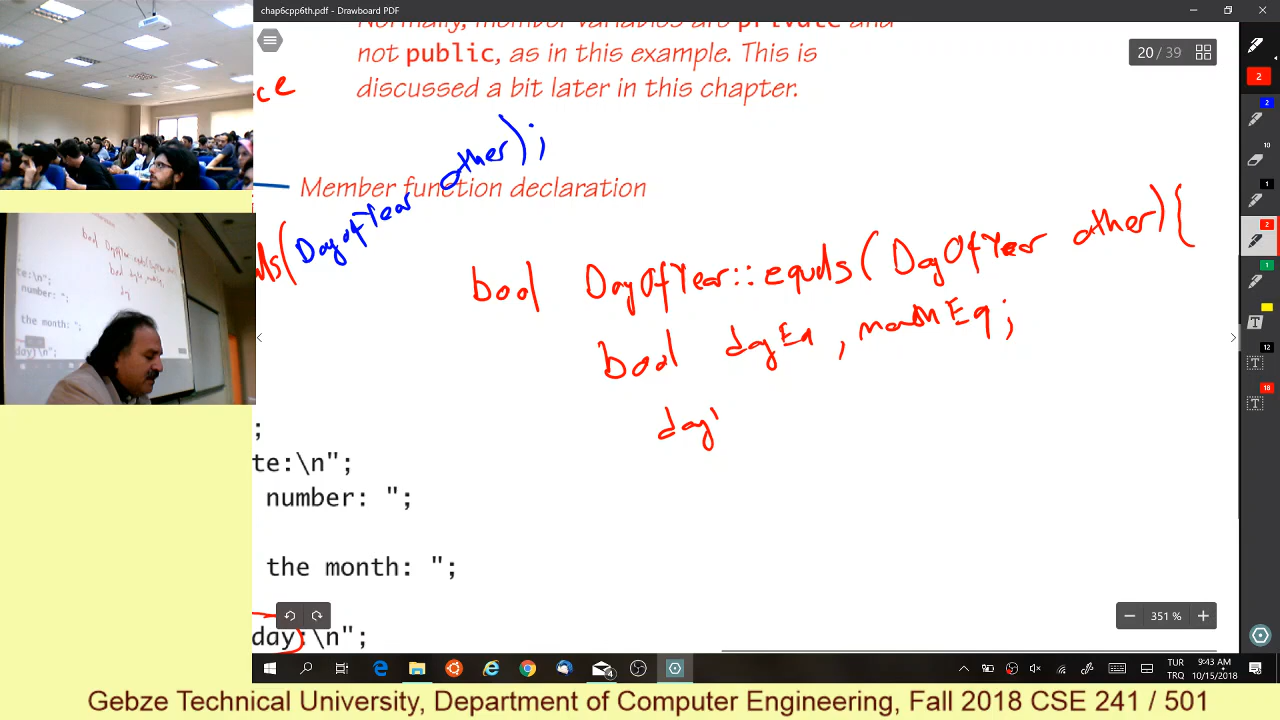 chap6cpp6th.pdf - Drawboard PDF
Normally, member variables are private and
not public, as in this example. This is
discussed a bit later in this chapter.
20 / 39
ce
other);
Member function declaration
(DayofYear
bool DayOfYear::equals(DayOfYear other){
bool dayEq, monthEq;
day
;
te:\n";
number: ";
the month: ";
day):\n";
351 %
TUR
TRQ
9:43 AM
10/15/2018
Gebze Technical University, Department of Computer Engineering, Fall 2018 CSE 241 / 501